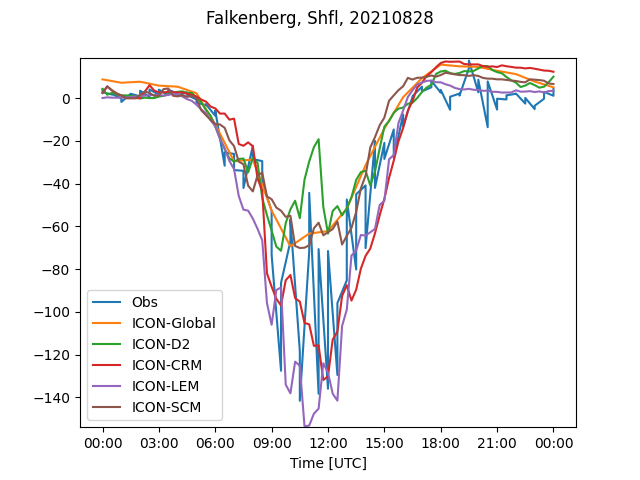 Falkenberg, Shfl, 20210828
0
−20
−40
−60
−80
−100
−120
−140
Obs
ICON-Global
ICON-D2
ICON-CRM
ICON-LEM
ICON-SCM
00:00 03:00 06:00 09:00 12:00 15:00 18:00 21:00 00:00
Time [UTC]